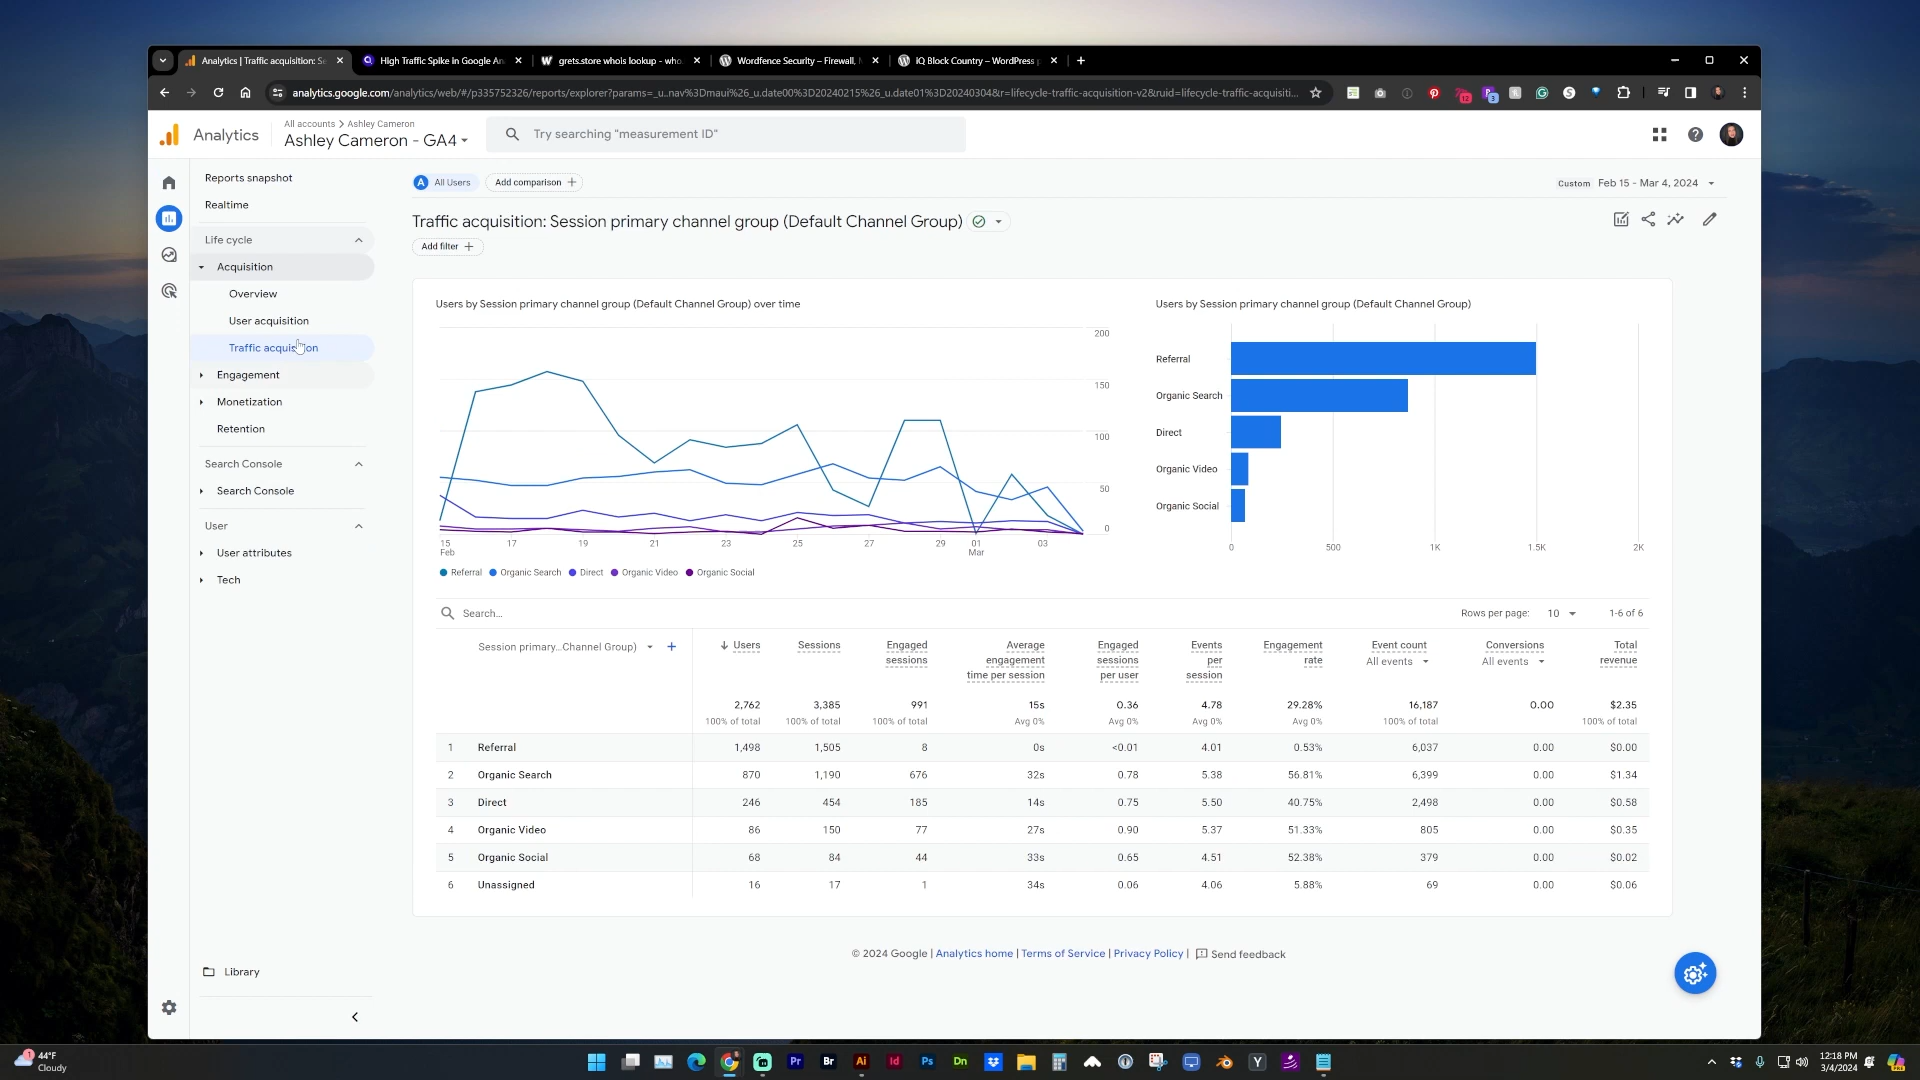 Analytics | Traffic acquisition: Se
High Traffic Spike in Google An
grets.store whois lookup - who.
Wordfence Security – Firewall,
iQ Block Country – WordPress p
analytics.google.com/analytics/web/#/p335752326/reports/explorer?params=_u..nav%3Dmaui%26_u.date00%3D20240215%26_u.date01%3D20240304&r=lifecycle-traffic-acquisition-v2&ruid=lifecycle-traffic-acquisiti...
12
3
Analytics
All accounts > Ashley Cameron
Ashley Cameron - GA4
Try searching "measurement ID"
Reports snapshot
Realtime
Life cycle
Acquisition
Overview
User acquisition
Traffic acquisition
Engagement
Monetization
Retention
Search Console
Search Console
User
User attributes
Tech
Library
A All Users
Add comparison +
Custom Feb 15 - Mar 4, 2024
Traffic acquisition: Session primary channel group (Default Channel Group)
Add filter +
Users by Session primary channel group (Default Channel Group) over time
200
150
100
50
0
15 17 19 21 23 25 27 29 01 03
Feb Mar
Referral Organic Search Direct Organic Video Organic Social
Users by Session primary channel group (Default Channel Group)
Referral
Organic Search
Direct
Organic Video
Organic Social
0 500 1K 1.5K 2K
Search...
Rows per page: 10 1-6 of 6
Session primary...Channel Group) + ↓ Users Sessions Engaged sessions Average engagement time per session Engaged sessions per user Events per session Engagement rate Event count All events Conversions All events Total revenue
2,762 3,385 991 15s 0.36 4.78 29.28% 16,187 0.00 $2.35
100% of total 100% of total 100% of total Avg 0% Avg 0% Avg 0% Avg 0% 100% of total 100% of total
1 Referral 1,498 1,505 8 0s <0.01 4.01 0.53% 6,037 0.00 $0.00
2 Organic Search 870 1,190 676 32s 0.78 5.38 56.81% 6,399 0.00 $1.34
3 Direct 246 454 185 14s 0.75 5.50 40.75% 2,498 0.00 $0.58
4 Organic Video 86 150 77 27s 0.90 5.37 51.33% 805 0.00 $0.35
5 Organic Social 68 84 44 33s 0.65 4.51 52.38% 379 0.00 $0.02
6 Unassigned 16 17 1 34s 0.06 4.06 5.88% 69 0.00 $0.06
© 2024 Google | Analytics home | Terms of Service | Privacy Policy | Send feedback
1
44°F
Cloudy
Pr
Br
Ai
Id
Ps
Dn
Y
12:18 PM
3/4/2024